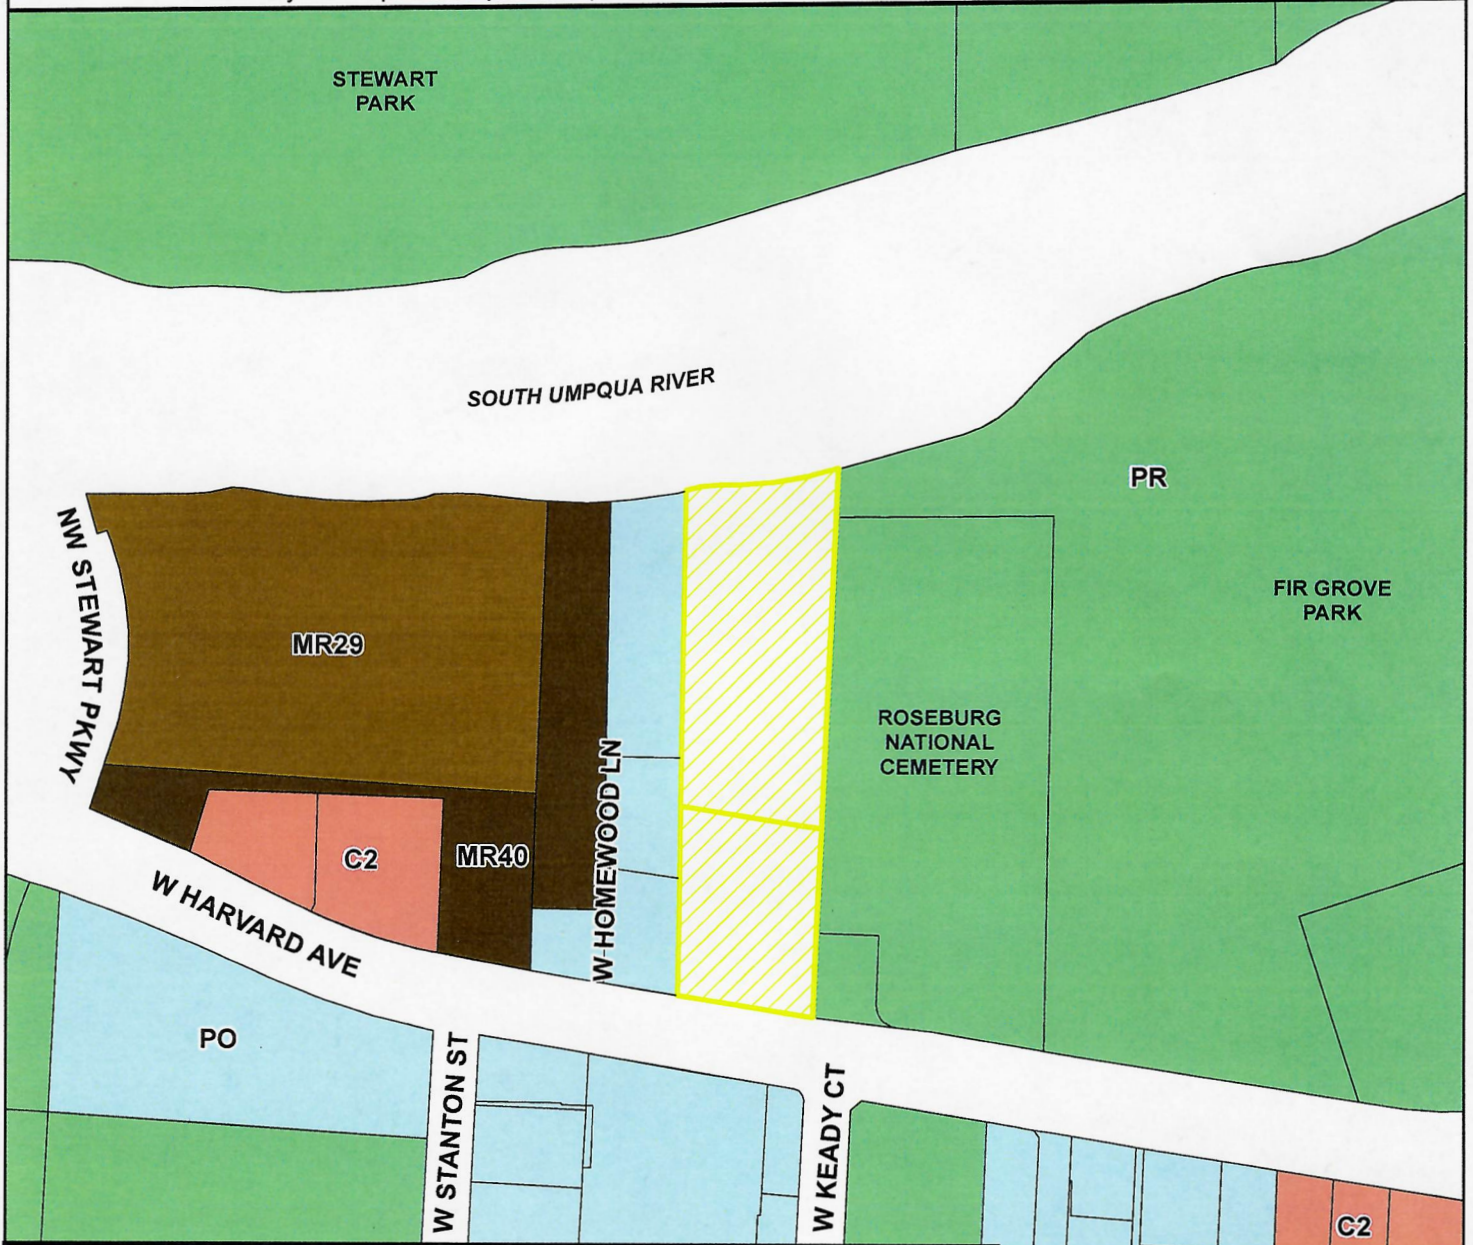 STEWART
PARK
SOUTH UMPQUA RIVER
PR
NW STEWART PKWY
FIR GROVE
PARK
MR29
ROSEBURG
NATIONAL
CEMETERY
W HOMEWOOD LN
C2
MR40
W HARVARD AVE
PO
W STANTON ST
W KEADY CT
C2